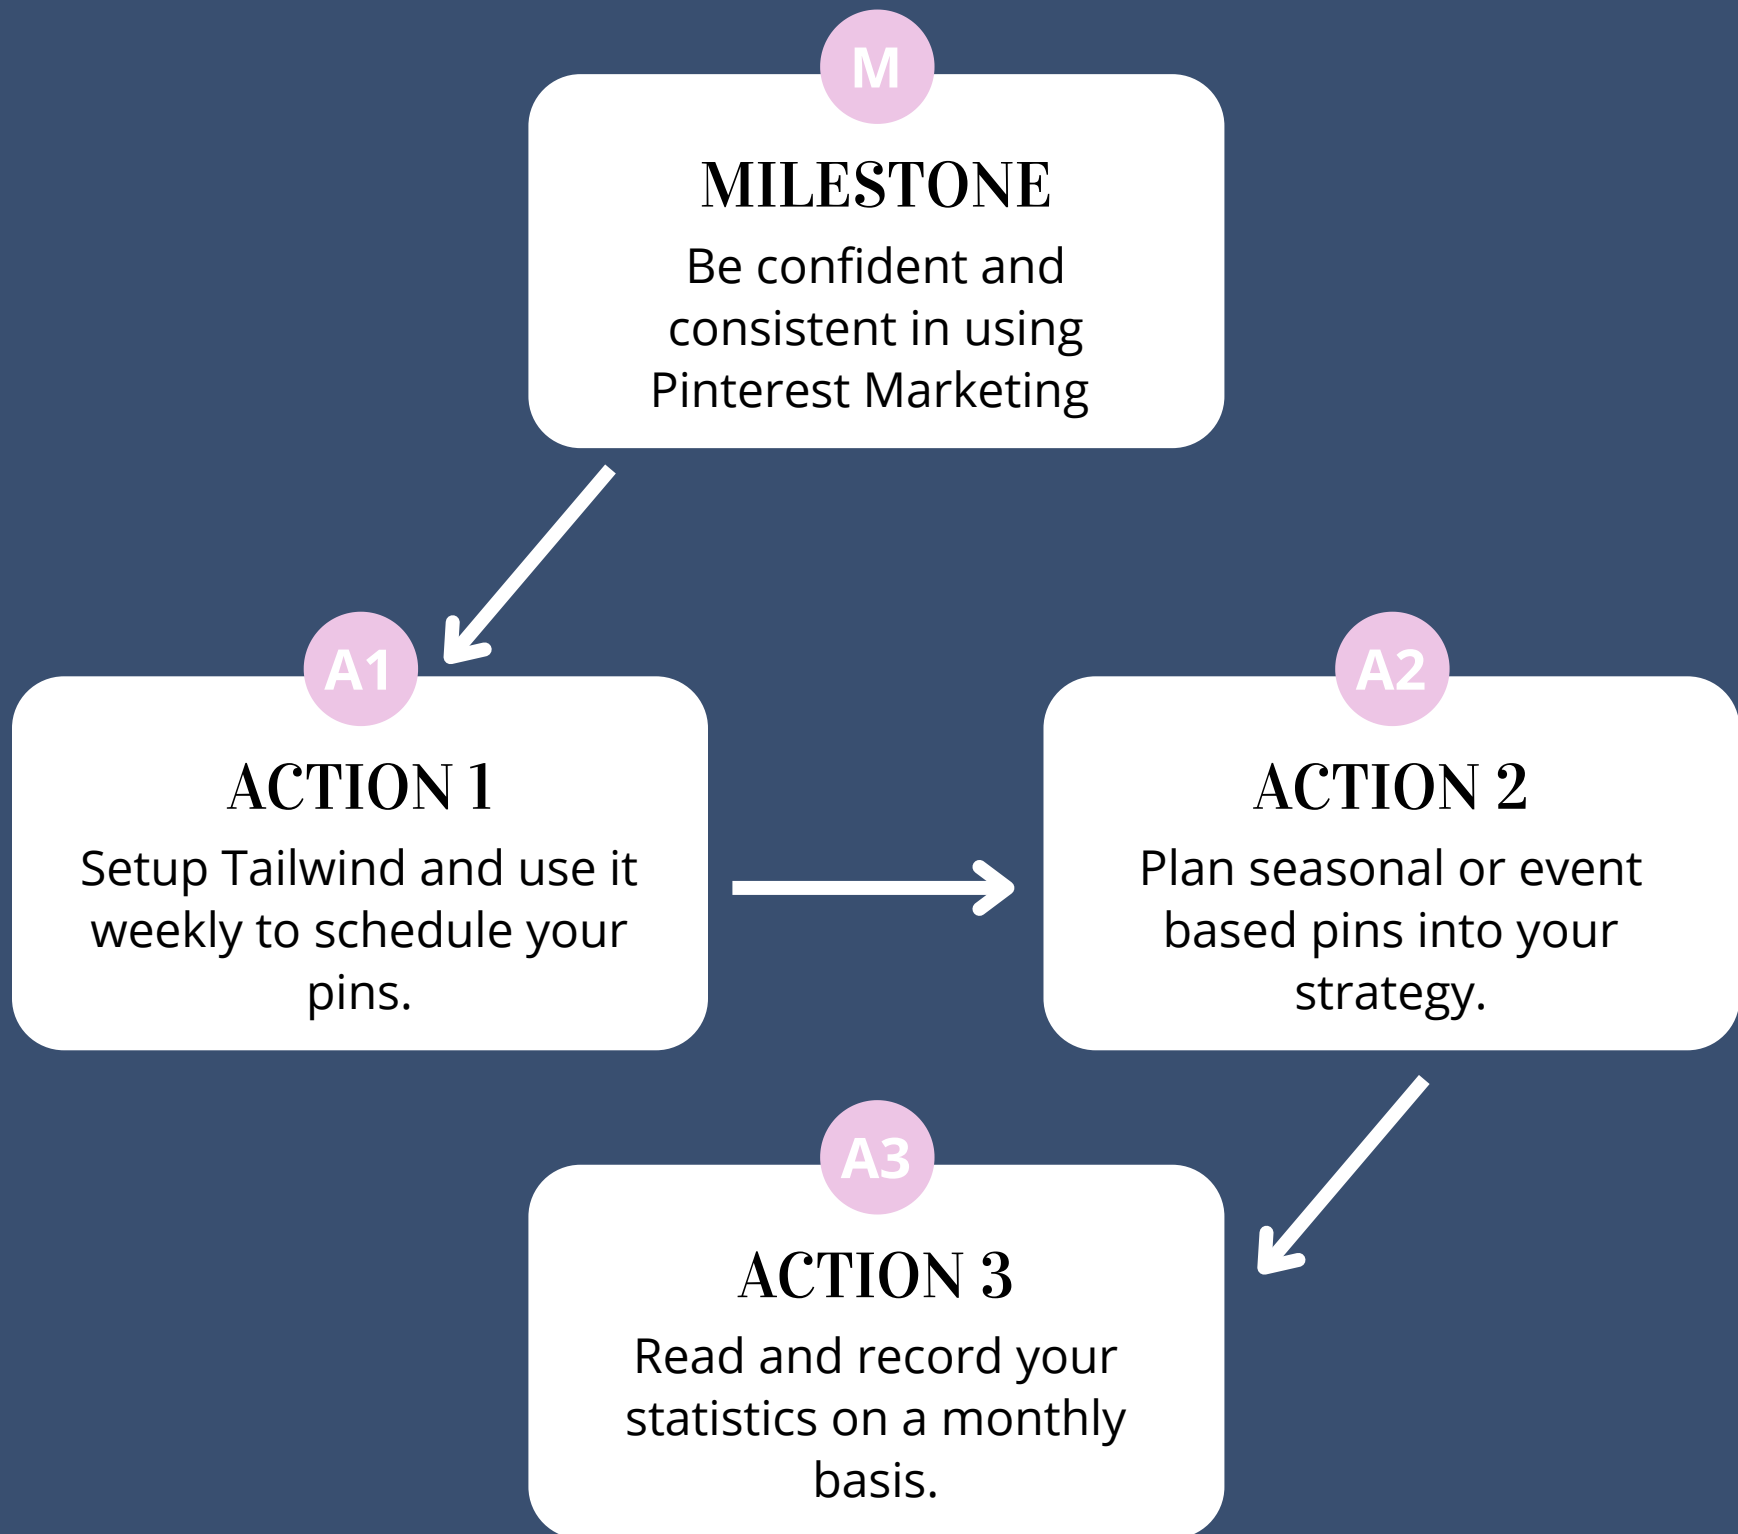 M
MILESTONE
Be confident and
consistent in using
Pinterest Marketing
A1
ACTION 1
Setup Tailwind and use it
weekly to schedule your
pins.
A2
ACTION 2
Plan seasonal or event
based pins into your
strategy.
A3
ACTION 3
Read and record your
statistics on a monthly
basis.